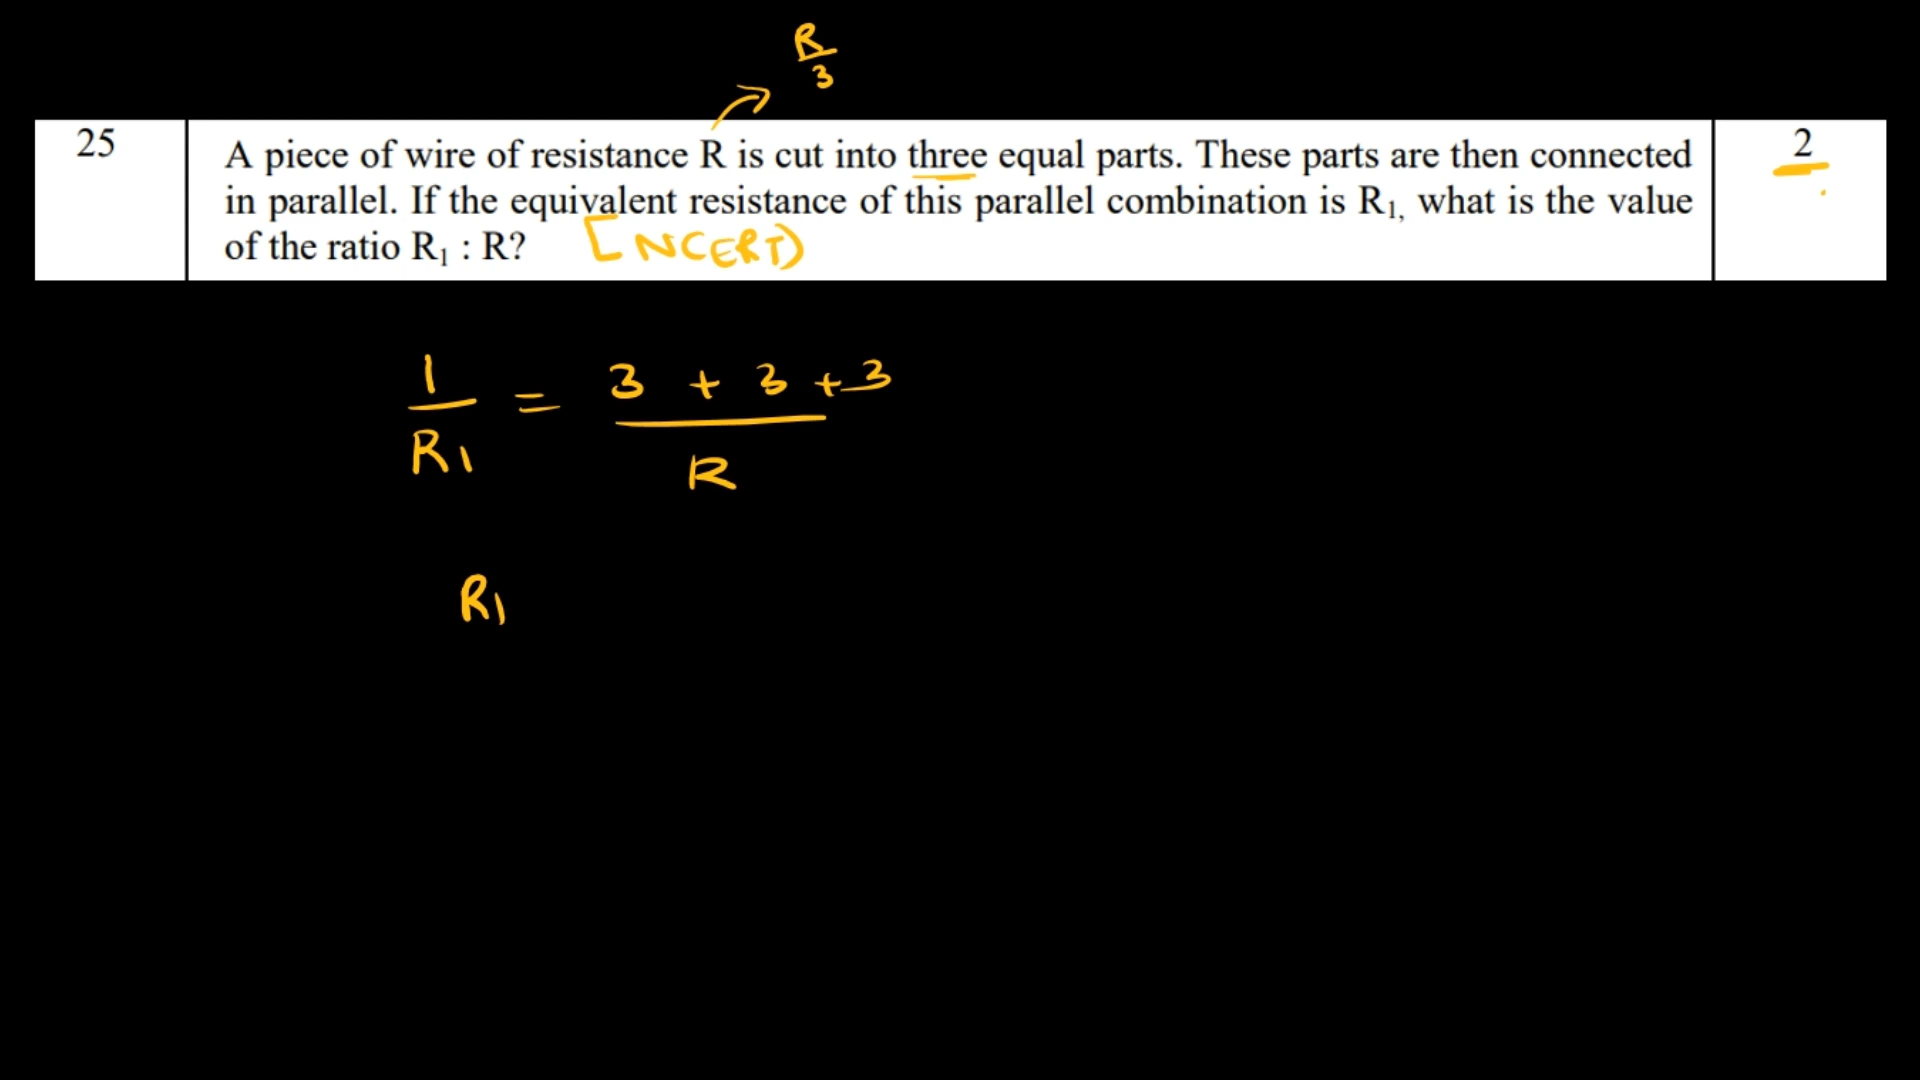 R
3
25
A piece of wire of resistance R is cut into three equal parts. These parts are then connected
2
in parallel. If the equivalent resistance of this parallel combination is R₁, what is the value
of the ratio R₁ : R? [NCERT)
1 = 3 + 3 + 3
R1 R
R1